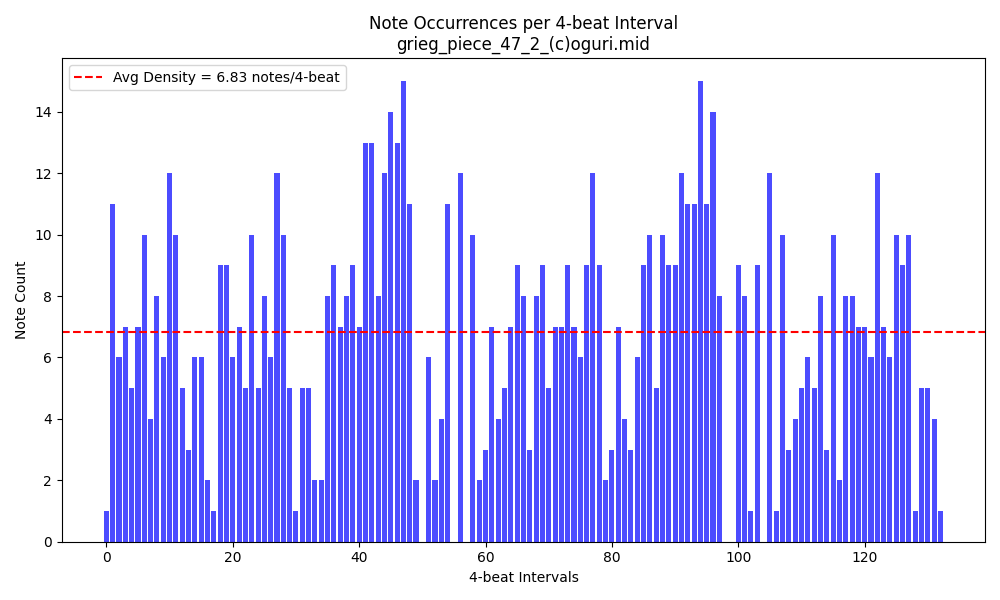 Note Occurrences per 4-beat Interval
grieg_piece_47_2_(c)oguri.mid
Avg Density = 6.83 notes/4-beat
Note Count
14
12
10
8
6
4
2
0
0 20 40 60 80 100 120
4-beat Intervals